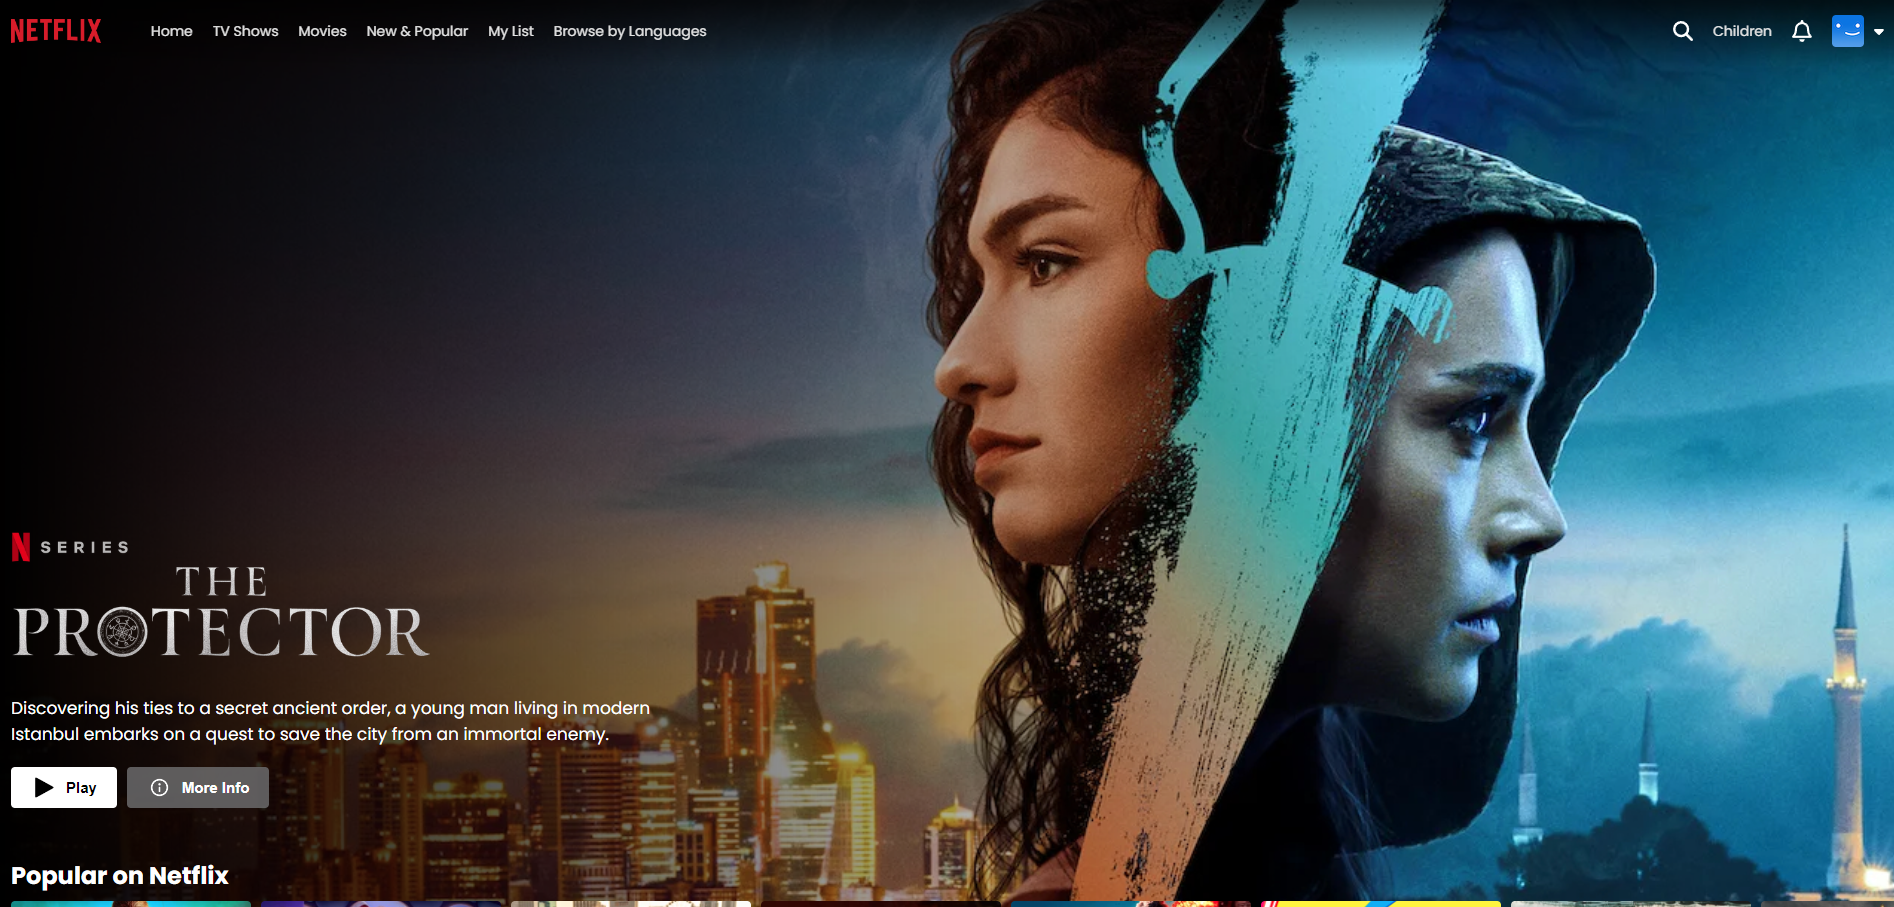 NETFLIX
Home TV Shows Movies New & Popular My List Browse by Languages
Children
N SERIES
THE
PROTECTOR
Discovering his ties to a secret ancient order, a young man living in modern
Istanbul embarks on a quest to save the city from an immortal enemy.
Play More Info
Popular on Netflix